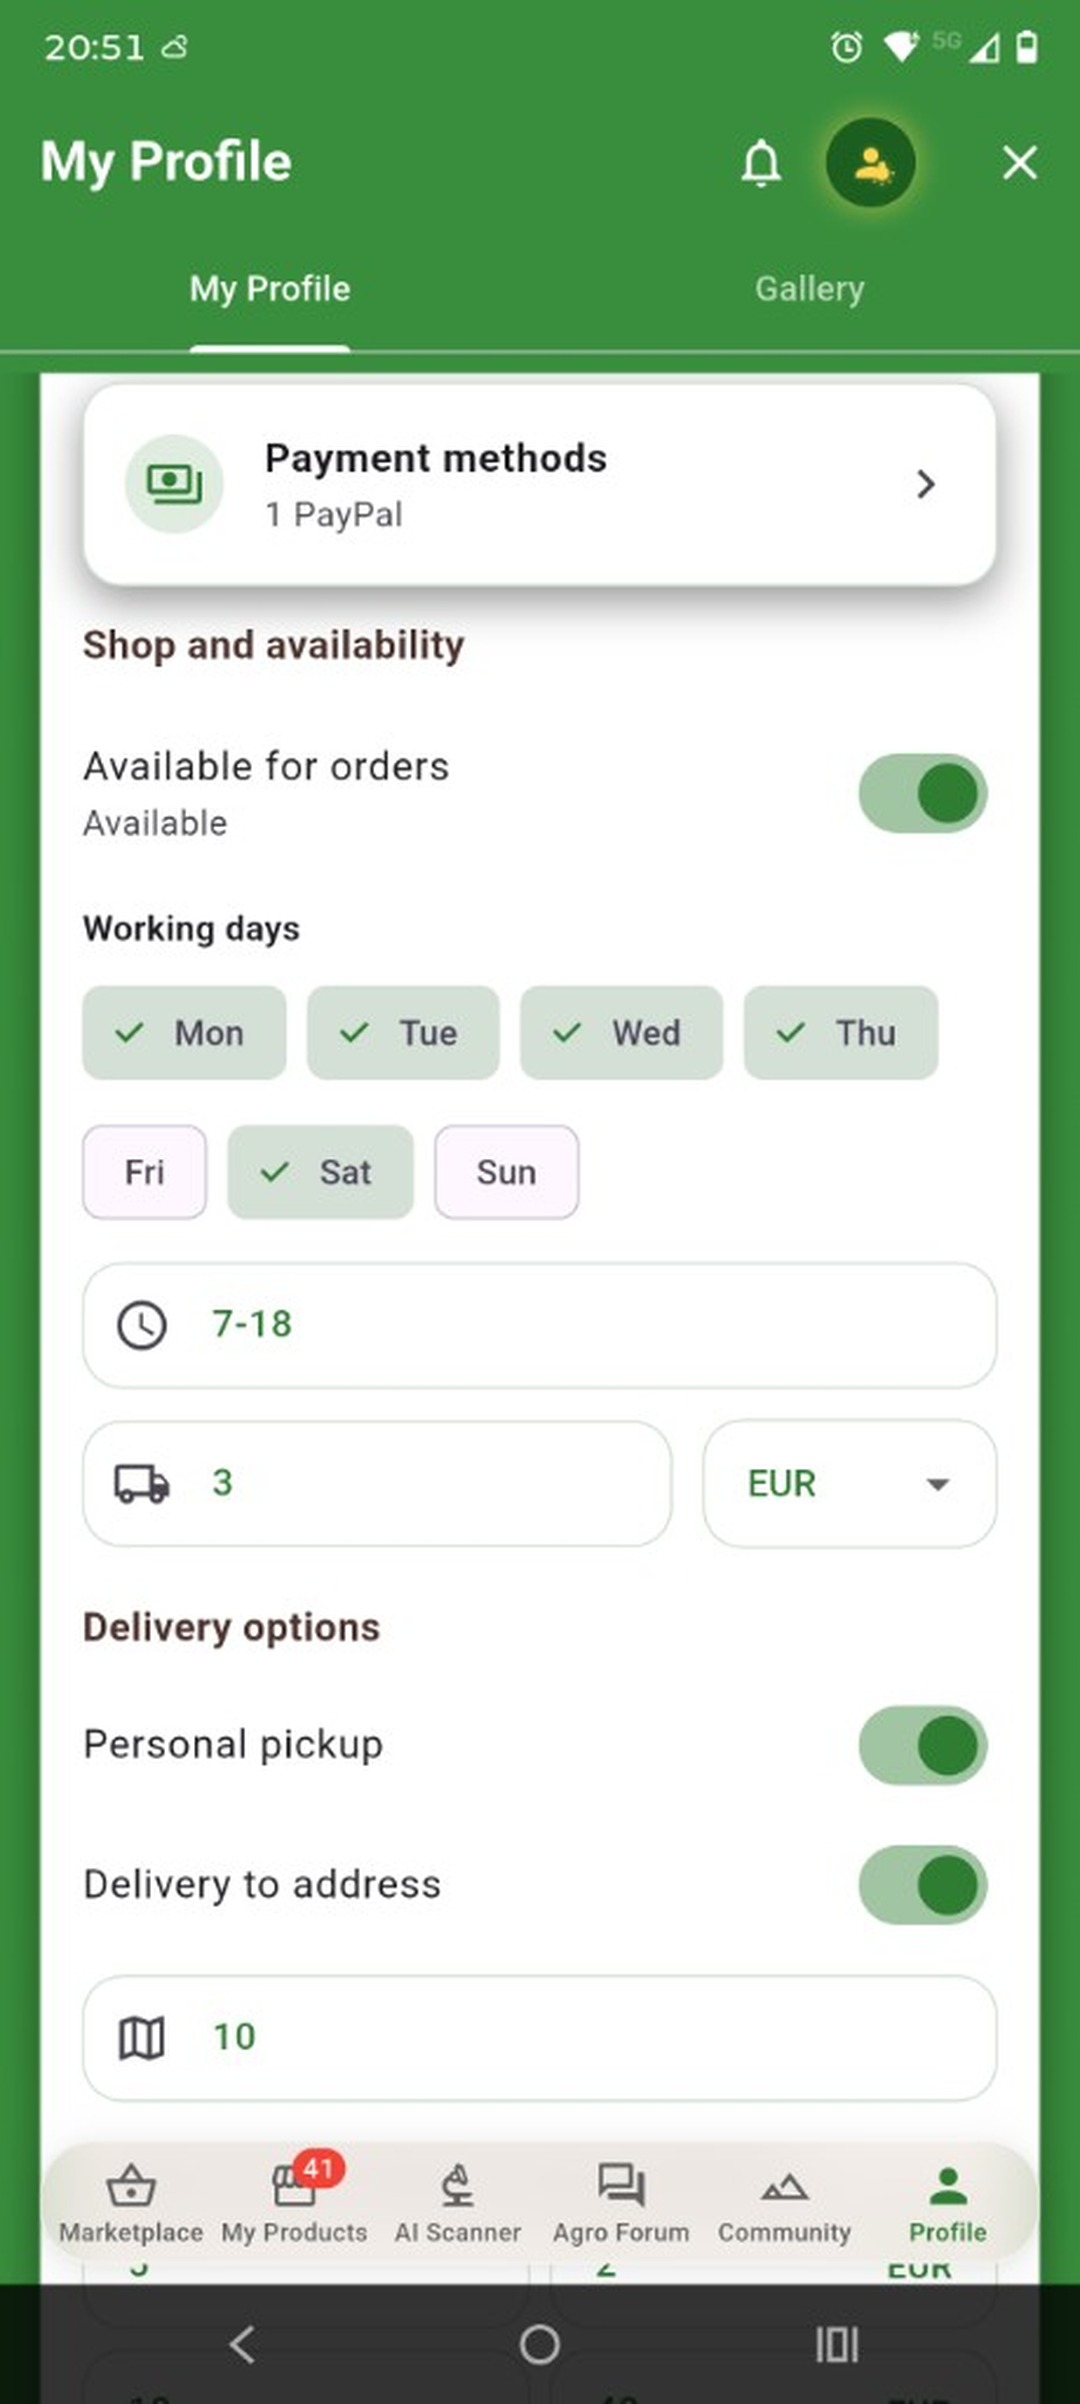 20:51
5G
My Profile
My Profile
Gallery
Payment methods
1 PayPal
Shop and availability
Available for orders
Available
Working days
Mon
Tue
Wed
Thu
Fri
Sat
Sun
7-18
3
EUR
Delivery options
Personal pickup
Delivery to address
10
41
Marketplace
My Products
AI Scanner
Agro Forum
Community
Profile
EUR